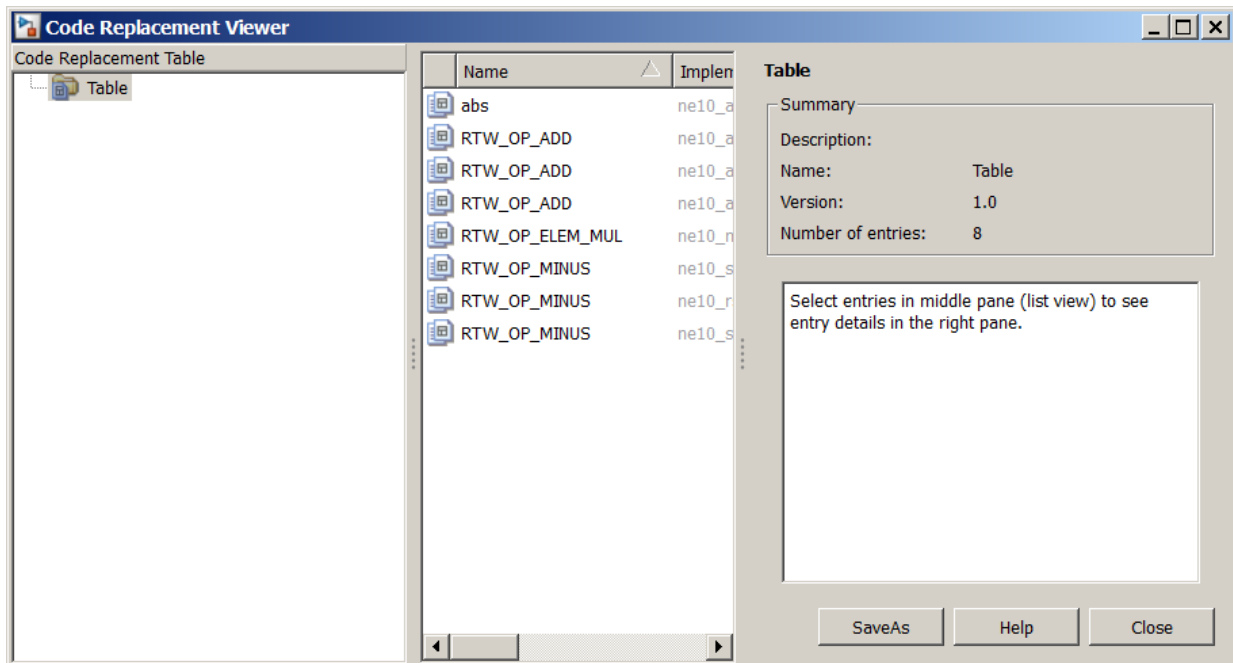 Code Replacement Viewer
Code Replacement Table
Table
Name Implem
abs ne10_a
RTW_OP_ADD ne10_a
RTW_OP_ADD ne10_a
RTW_OP_ADD ne10_a
RTW_OP_ELEM_MUL ne10_n
RTW_OP_MINUS ne10_s
RTW_OP_MINUS ne10_r
RTW_OP_MINUS ne10_s
Table
Summary
Description:
Name: Table
Version: 1.0
Number of entries: 8
Select entries in middle pane (list view) to see
entry details in the right pane.
SaveAs Help Close